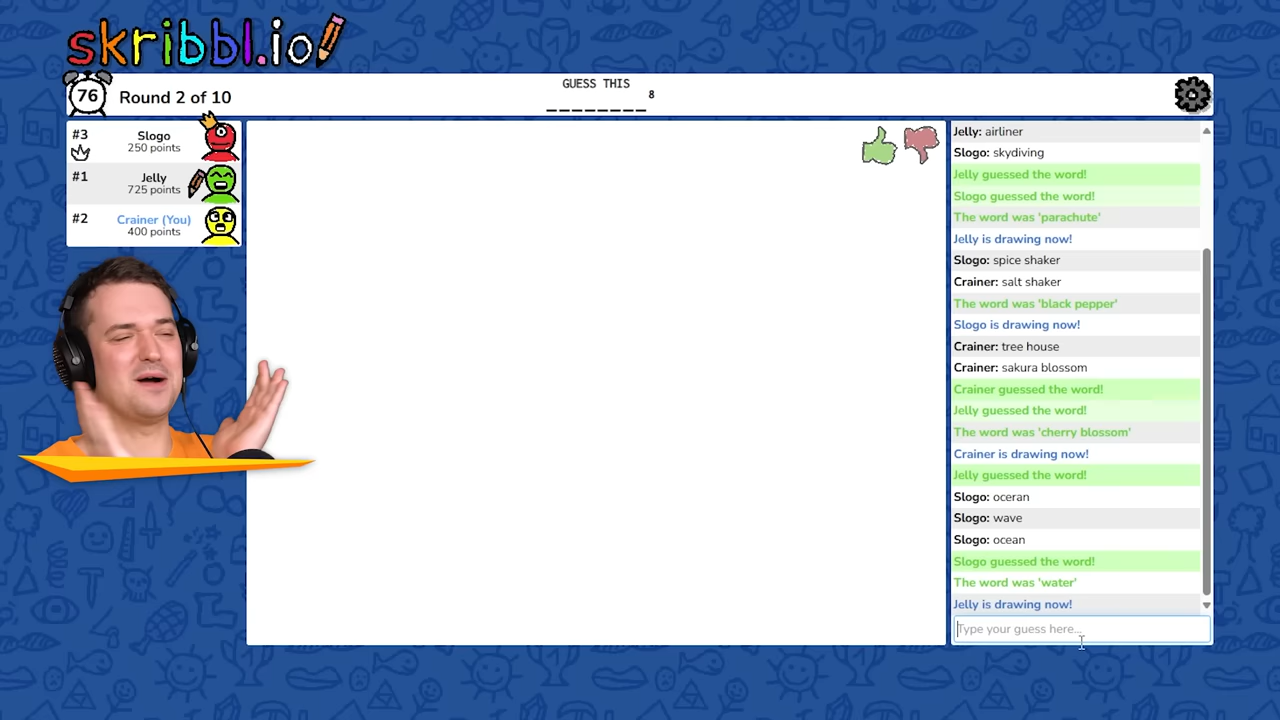 skribbl.io
76
Round 2 of 10
GUESS THIS
________ 8
#3
Slogo
250 points
#1
Jelly
725 points
#2
Crainer (You)
400 points
Jelly: airliner
Slogo: skydiving
Jelly guessed the word!
Slogo guessed the word!
The word was 'parachute'
Jelly is drawing now!
Slogo: spice shaker
Crainer: salt shaker
The word was 'black pepper'
Slogo is drawing now!
Crainer: tree house
Crainer: sakura blossom
Crainer guessed the word!
Jelly guessed the word!
The word was 'cherry blossom'
Crainer is drawing now!
Jelly guessed the word!
Slogo: oceran
Slogo: wave
Slogo: ocean
Slogo guessed the word!
The word was 'water'
Jelly is drawing now!
Type your guess here...